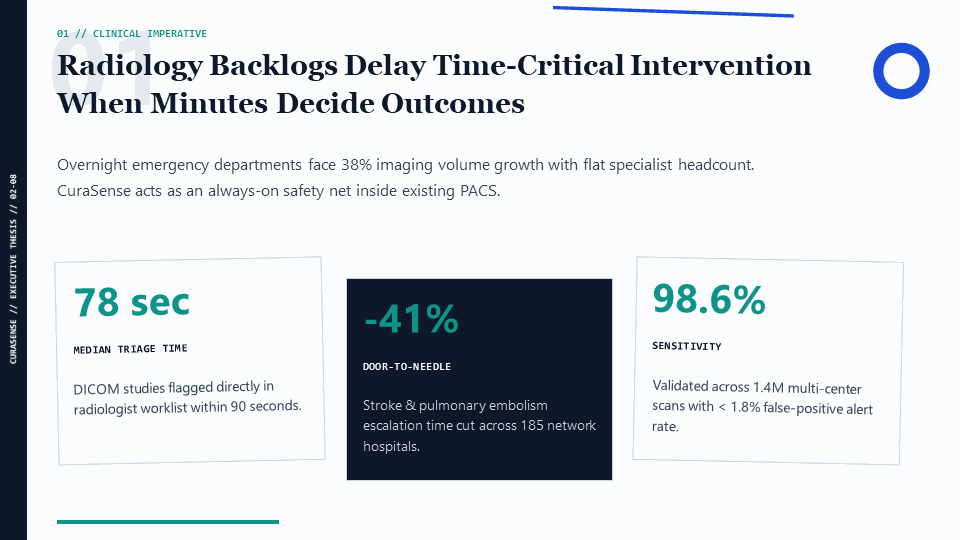 CURASENSE // EXECUTIVE THESIS // 02-08
01
01 // CLINICAL IMPERATIVE
Radiology Backlogs Delay Time-Critical Intervention
When Minutes Decide Outcomes
Overnight emergency departments face 38% imaging volume growth with flat specialist headcount.
CuraSense acts as an always-on safety net inside existing PACS.
78 sec
MEDIAN TRIAGE TIME
DICOM studies flagged directly in
radiologist worklist within 90 seconds.
-41%
DOOR-TO-NEEDLE
Stroke & pulmonary embolism
escalation time cut across 185 network
hospitals.
98.6%
SENSITIVITY
Validated across 1.4M multi-center
scans with < 1.8% false-positive alert
rate.